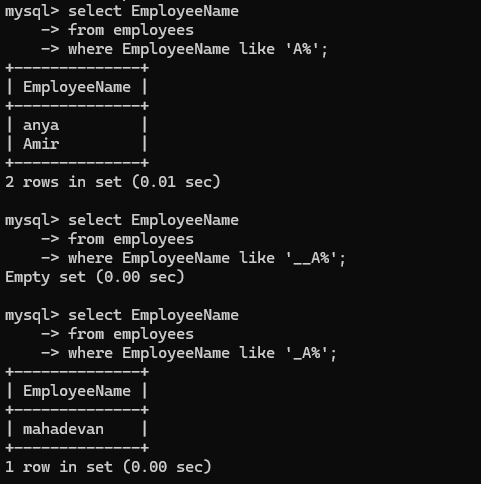 mysql> select EmployeeName
    -> from employees
    -> where EmployeeName like 'A%';
+--------------+
| EmployeeName |
+--------------+
| anya         |
| Amir         |
+--------------+
2 rows in set (0.01 sec)

mysql> select EmployeeName
    -> from employees
    -> where EmployeeName like '__A%';
Empty set (0.00 sec)

mysql> select EmployeeName
    -> from employees
    -> where EmployeeName like '_A%';
+--------------+
| EmployeeName |
+--------------+
| mahadevan    |
+--------------+
1 row in set (0.00 sec)